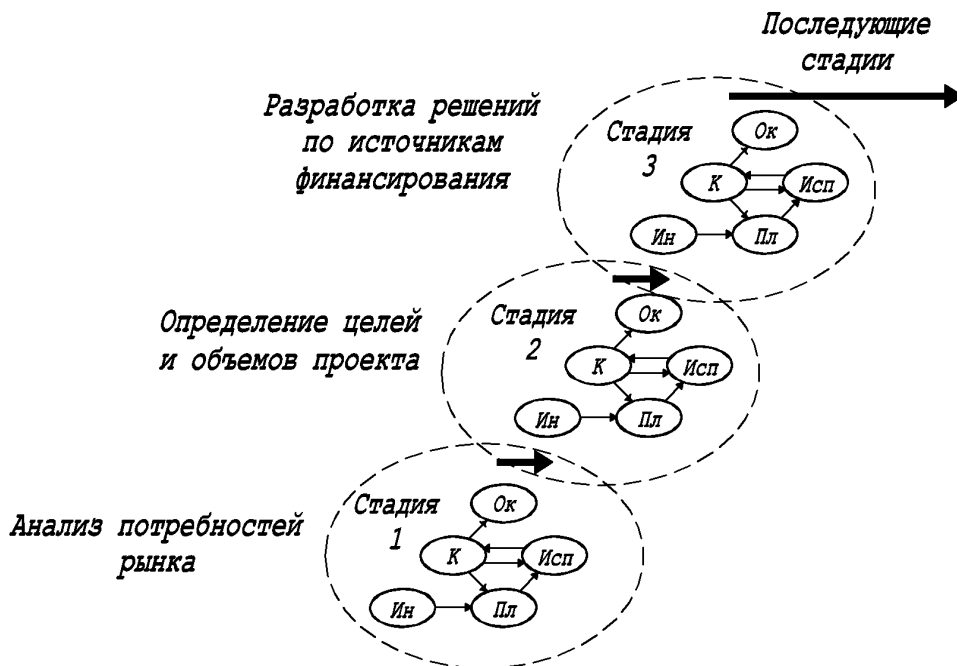 Последующие
стадии
Разработка решений
по источникам
финансирования
Стадия
3
Ок
К
Исп
Ин
Пл
Определение целей
и объемов проекта
Стадия
2
Ок
К
Исп
Ин
Пл
Анализ потребностей
рынка
Стадия
1
Ок
К
Исп
Ин
Пл